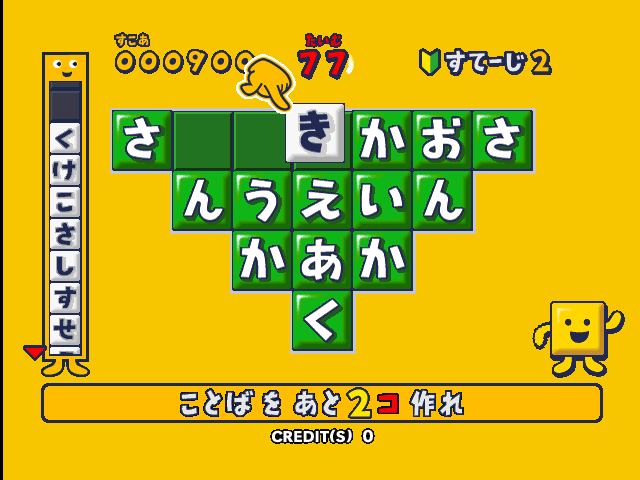 すこあ たいむ
000900 77 すてーじ 2
さ き か お さ
ん う え い ん
か あ か
く
く
け
こ
さ
し
す
せ
ことばを あと2コ 作れ
CREDIT(S) 0